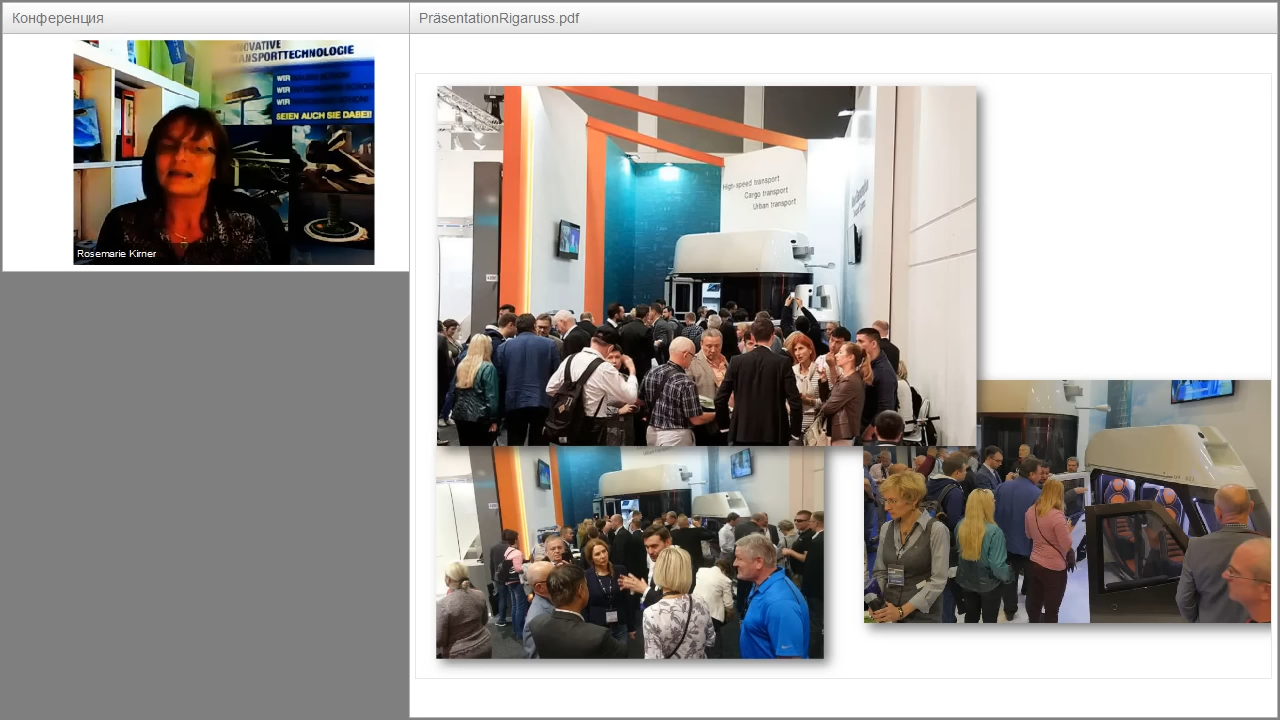 Конференция
PräsentationRigaruss.pdf
INNOVATIVE
TRANSPORTTECHNOLOGIE
WIR
WIR
WIR
SEIEN AUCH SIE DABEI!
Rosemarie Kirner
High-speed transport
Cargo transport
Urban transport